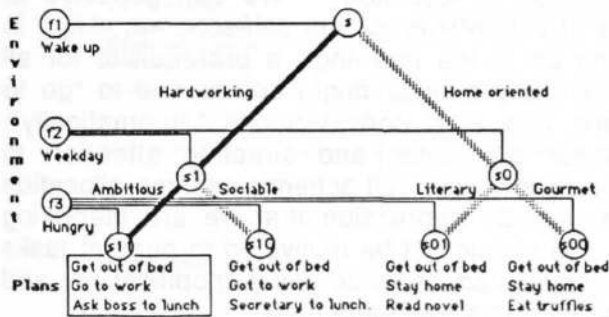 Enviroment
f1
s
Wake up
Hardworking
Home oriented
f2
Weekday
s1
s0
Ambitious
Sociable
Literary
Gourmet
f3
Hungry
s11
s10
s01
s00
Plans
Get out of bed
Go to work
Ask boss to lunch
Get out of bed
Got to work
Secretary to lunch
Get out of bed
Stay home
Read novel
Get out of bed
Stay home
Eat truffles